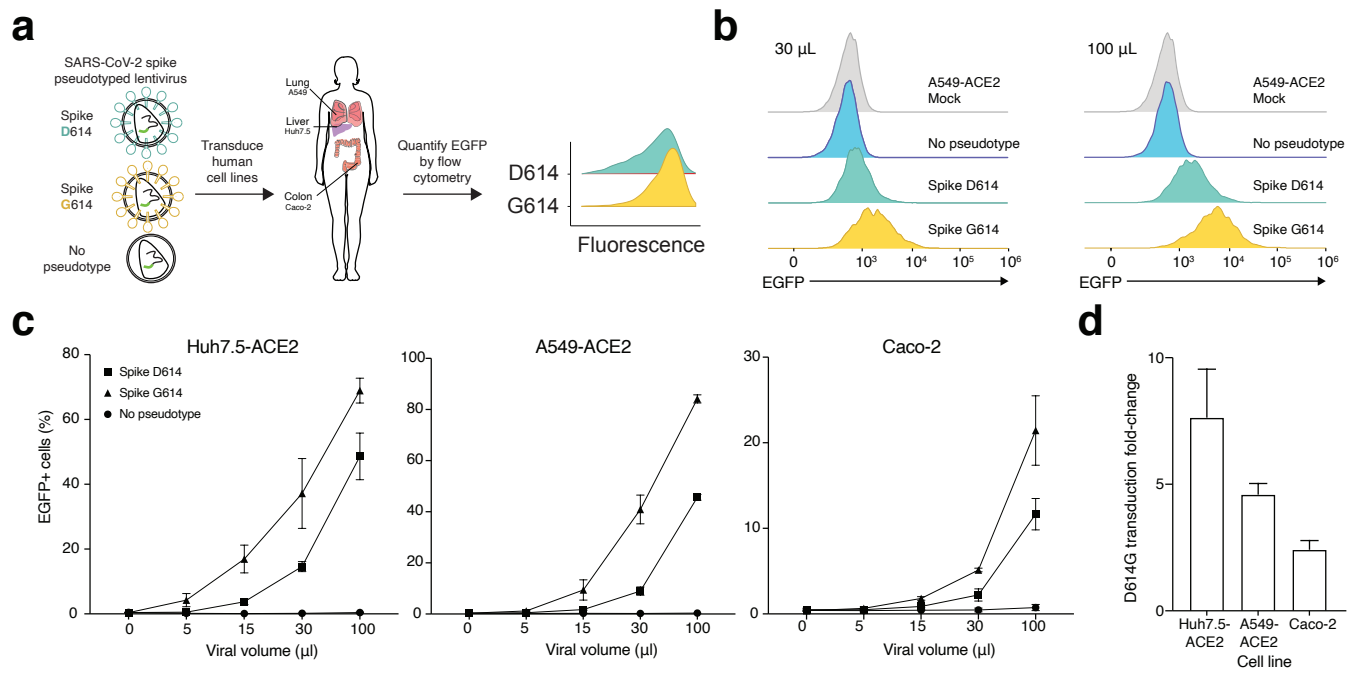 a
SARS-CoV-2 spike
pseudotyped lentivirus
Spike
D614
Spike
G614
No
pseudotype
Transduce
human
cell lines
Lung
A549
Liver
Huh7.5
Colon
Caco-2
Quantify EGFP
by flow
cytometry
D614
G614
Fluorescence
b
30 µL
A549-ACE2
Mock
No pseudotype
Spike D614
Spike G614
0 10³ 10⁴ 10⁵ 10⁶
EGFP
100 µL
A549-ACE2
Mock
No pseudotype
Spike D614
Spike G614
0 10³ 10⁴ 10⁵ 10⁶
EGFP
c
Huh7.5-ACE2
EGFP+ cells (%)
80
60
40
20
0
Spike D614
Spike G614
No pseudotype
0 5 15 30 100
Viral volume (µl)
A549-ACE2
100
80
60
40
20
0
0 5 15 30 100
Viral volume (µl)
Caco-2
30
20
10
0
0 5 15 30 100
Viral volume (µl)
d
D614G transduction fold-change
10
5
0
Huh7.5-
ACE2
A549-
ACE2
Caco-2
Cell line